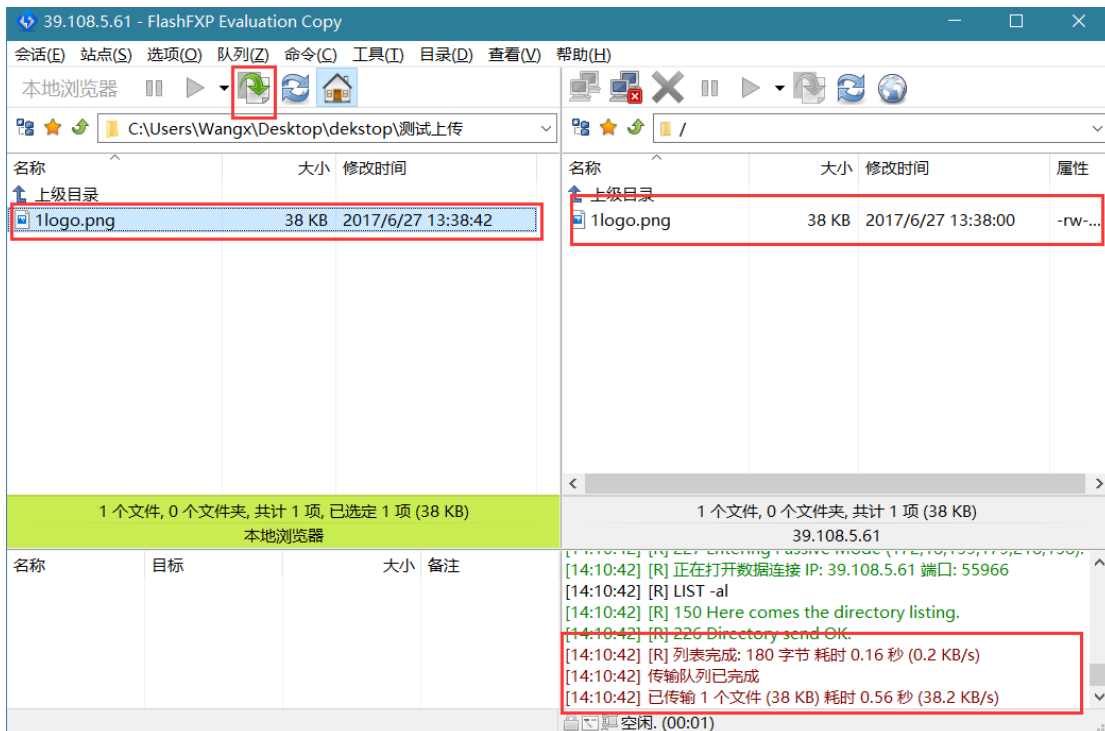 39.108.5.61 - FlashFXP Evaluation Copy
会话(E) 站点(S) 选项(O) 队列(Z) 命令(C) 工具(T) 目录(D) 查看(V) 帮助(H)
本地浏览器
C:\Users\Wangx\Desktop\dekstop\测试上传
/
名称 大小 修改时间
上级目录
1logo.png 38 KB 2017/6/27 13:38:42
名称 大小 修改时间 属性
上级目录
1logo.png 38 KB 2017/6/27 13:38:00 -rw-...
1 个文件, 0 个文件夹, 共计 1 项, 已选定 1 项 (38 KB)
本地浏览器
1 个文件, 0 个文件夹, 共计 1 项 (38 KB)
39.108.5.61
名称 目标 大小 备注
[14:10:42] [R] 227 Entering Passive Mode
[14:10:42] [R] 正在打开数据连接 IP: 39.108.5.61 端口: 55966
[14:10:42] [R] LIST -al
[14:10:42] [R] 150 Here comes the directory listing.
[14:10:42] [R] 226 Directory send OK.
[14:10:42] [R] 列表完成: 180 字节 耗时 0.16 秒 (0.2 KB/s)
[14:10:42] 传输队列已完成
[14:10:42] 已传输 1 个文件 (38 KB) 耗时 0.56 秒 (38.2 KB/s)
空闲. (00:01)